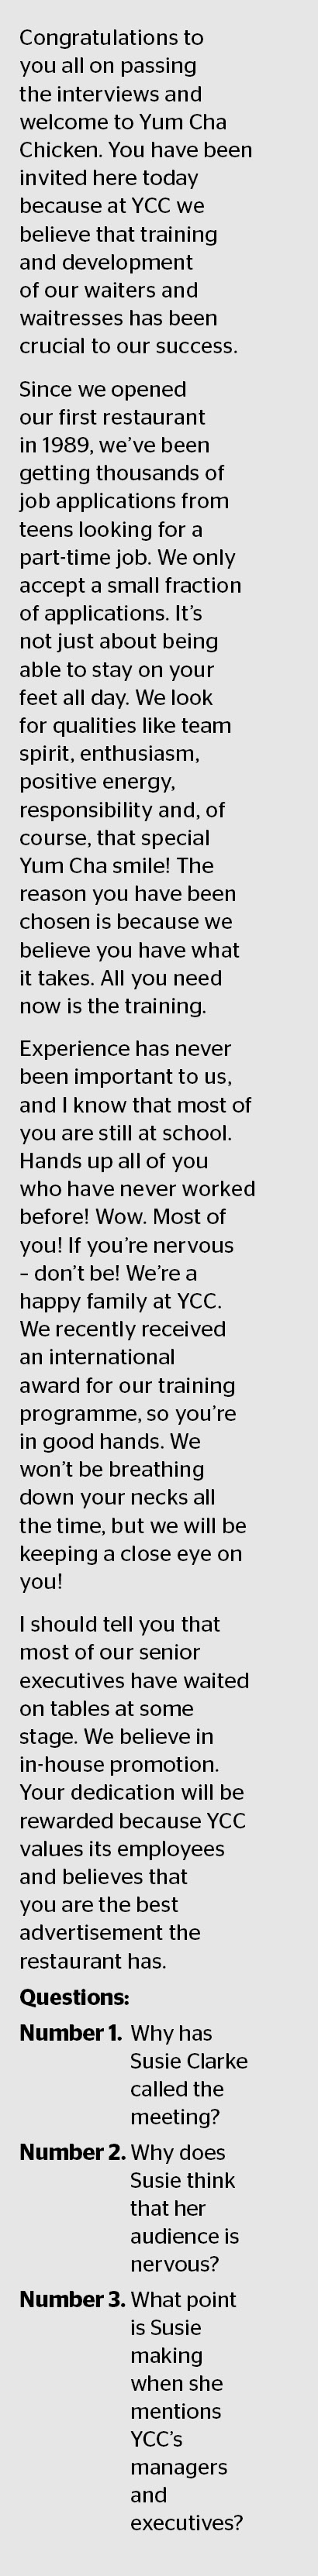 Congratulations to
you all on passing
the interviews and
welcome to Yum Cha
Chicken. You have been
invited here today
because at YCC we
believe that training
and development
of our waiters and
waitresses has been
crucial to our success.
Since we opened
our first restaurant
in 1989, we’ve been
getting thousands of
job applications from
teens looking for a
part-time job. We only
accept a small fraction
of applications. It’s
not just about being
able to stay on your
feet all day. We look
for qualities like team
spirit, enthusiasm,
positive energy,
responsibility and, of
course, that special
Yum Cha smile! The
reason you have been
chosen is because we
believe you have what
it takes. All you need
now is the training.
Experience has never
been important to us,
and I know that most of
you are still at school.
Hands up all of you
who have never worked
before! Wow. Most of
you! If you’re nervous
– don’t be! We’re a
happy family at YCC.
We recently received
an international
award for our training
programme, so you’re
in good hands. We
won’t be breathing
down your necks all
the time, but we will be
keeping a close eye on
you!
I should tell you that
most of our senior
executives have waited
on tables at some
stage. We believe in
in-house promotion.
Your dedication will be
rewarded because YCC
values its employees
and believes that
you are the best
advertisement the
restaurant has.
Questions:
Number 1. Why has
Susie Clarke
called the
meeting?
Number 2. Why does
Susie think
that her
audience is
nervous?
Number 3. What point
is Susie
making
when she
mentions
YCC’s
managers
and
executives?